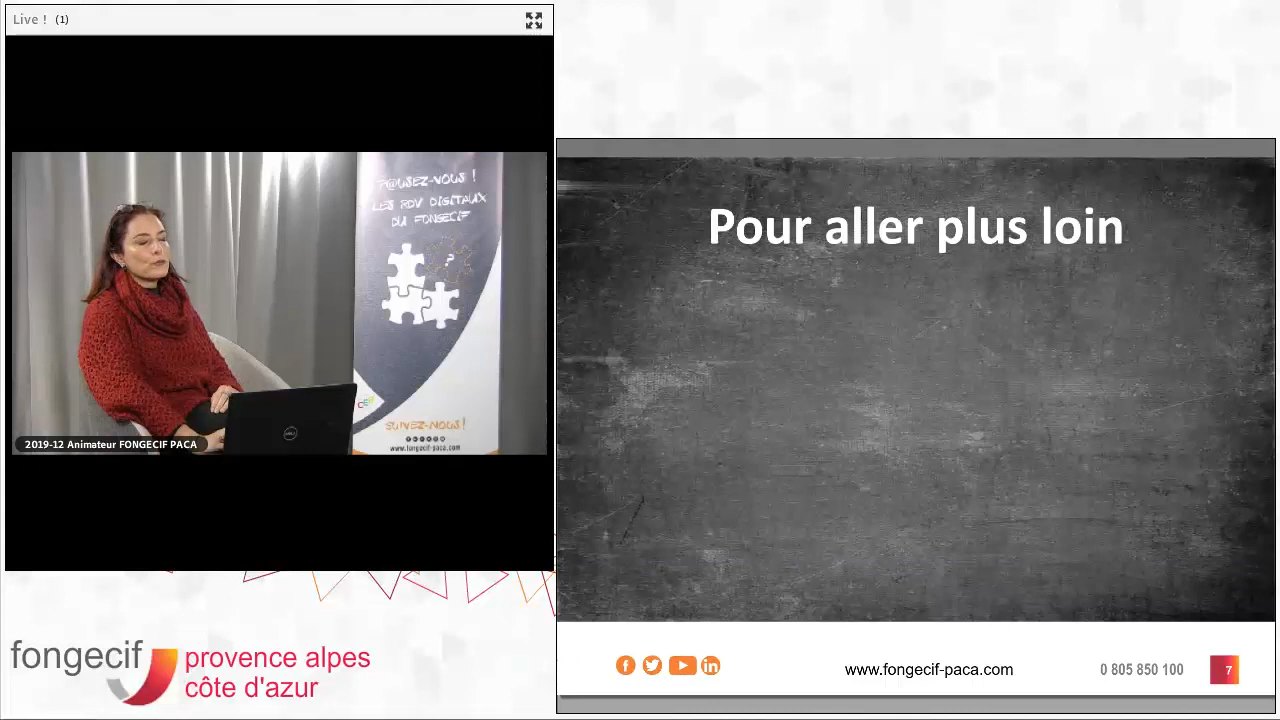 Live ! (1)
P@USEZ-VOUS !
LES RDV DIGITAUX
DU FONGECIF
?
SUIVEZ-NOUS !
www.fongecif-paca.com
DELL
2019-12 Animateur FONGECIF PACA
Pour aller plus loin
fongecif
provence alpes
côte d'azur
www.fongecif-paca.com
0 805 850 100
7